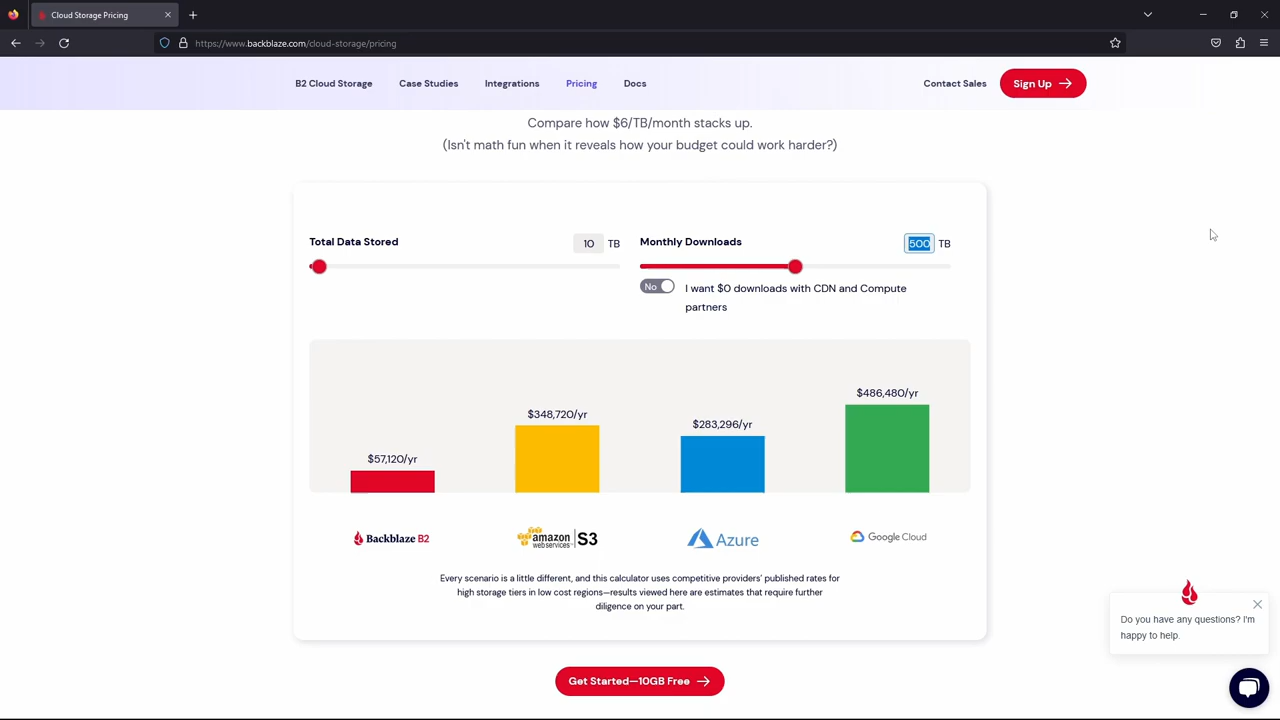 Cloud Storage Pricing
https://www.backblaze.com/cloud-storage/pricing
B2 Cloud Storage Case Studies Integrations Pricing Docs Contact Sales Sign Up
Compare how $6/TB/month stacks up.
(Isn't math fun when it reveals how your budget could work harder?)
Total Data Stored 10 TB Monthly Downloads 500 TB
No I want $0 downloads with CDN and Compute
partners
$486,480/yr
$348,720/yr
$283,296/yr
$57,120/yr
Backblaze B2 amazon web services S3 Azure Google Cloud
Every scenario is a little different, and this calculator uses competitive providers' published rates for
high storage tiers in low cost regions—results viewed here are estimates that require further
diligence on your part.
Do you have any questions? I'm
happy to help.
Get Started—10GB Free